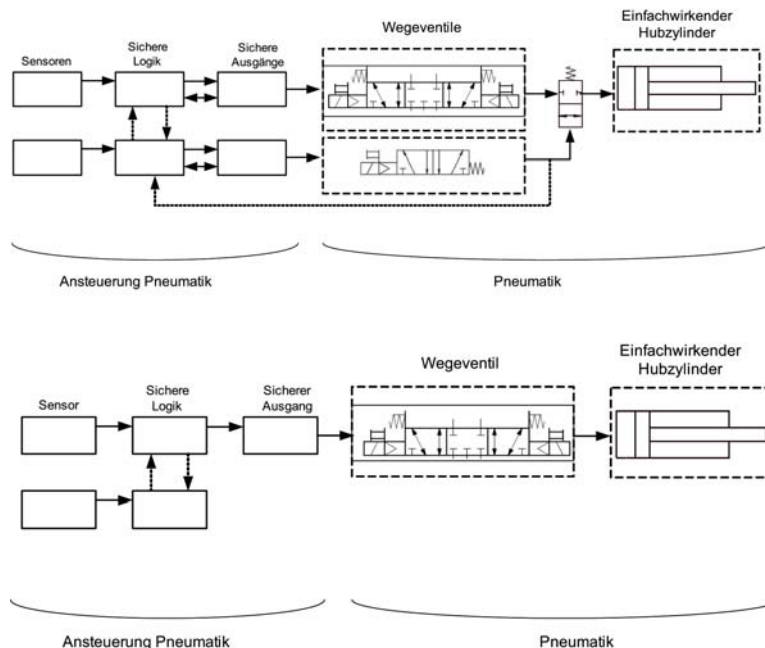 Wegeventile
Einfachwirkender
Hubzylinder
Sensoren
Sichere
Logik
Sichere
Ausgänge
Ansteuerung Pneumatik
Pneumatik
Wegeventil
Einfachwirkender
Hubzylinder
Sensor
Sichere
Logik
Sicherer
Ausgang
Ansteuerung Pneumatik
Pneumatik